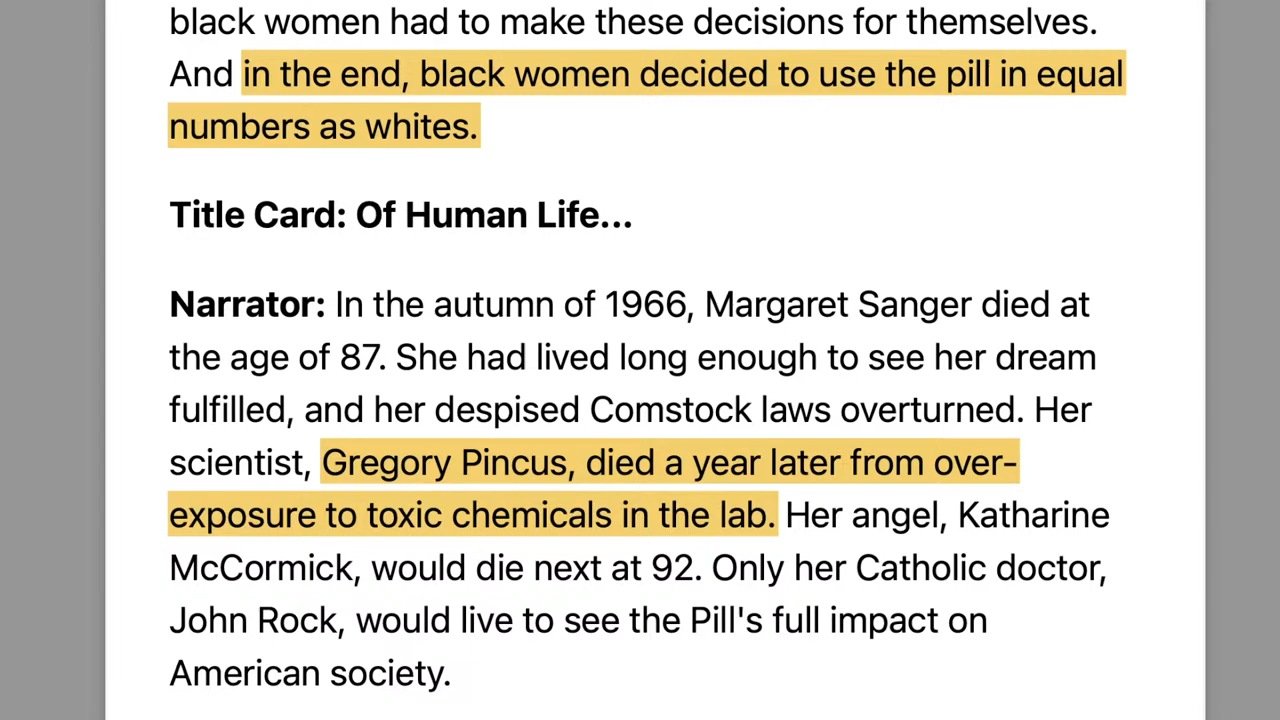 black women had to make these decisions for themselves.
And in the end, black women decided to use the pill in equal
numbers as whites.
Title Card: Of Human Life...
Narrator: In the autumn of 1966, Margaret Sanger died at
the age of 87. She had lived long enough to see her dream
fulfilled, and her despised Comstock laws overturned. Her
scientist, Gregory Pincus, died a year later from over-
exposure to toxic chemicals in the lab. Her angel, Katharine
McCormick, would die next at 92. Only her Catholic doctor,
John Rock, would live to see the Pill's full impact on
American society.